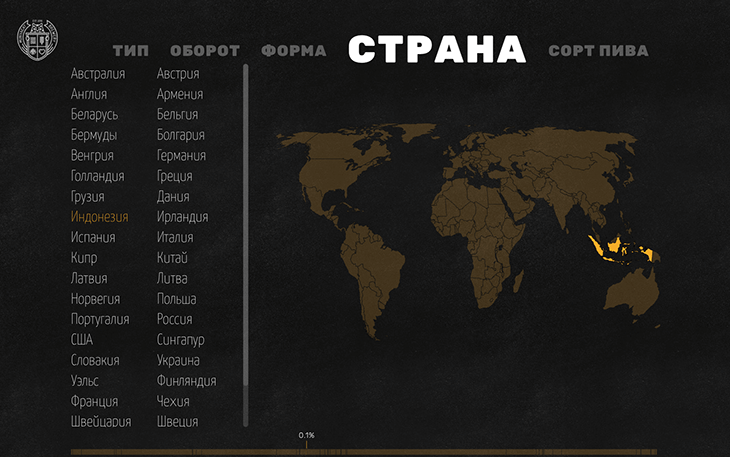 ТИП ОБОРОТ ФОРМА СТРАНА СОРТ ПИВА
Австралия Австрия
Англия Армения
Беларусь Бельгия
Бермуды Болгария
Венгрия Германия
Голландия Греция
Грузия Дания
Индонезия Ирландия
Испания Италия
Кипр Китай
Латвия Литва
Норвегия Польша
Португалия Россия
США Сингапур
Словакия Украина
Уэльс Финляндия
Франция Чехия
Швейцария Швеция
0.1%